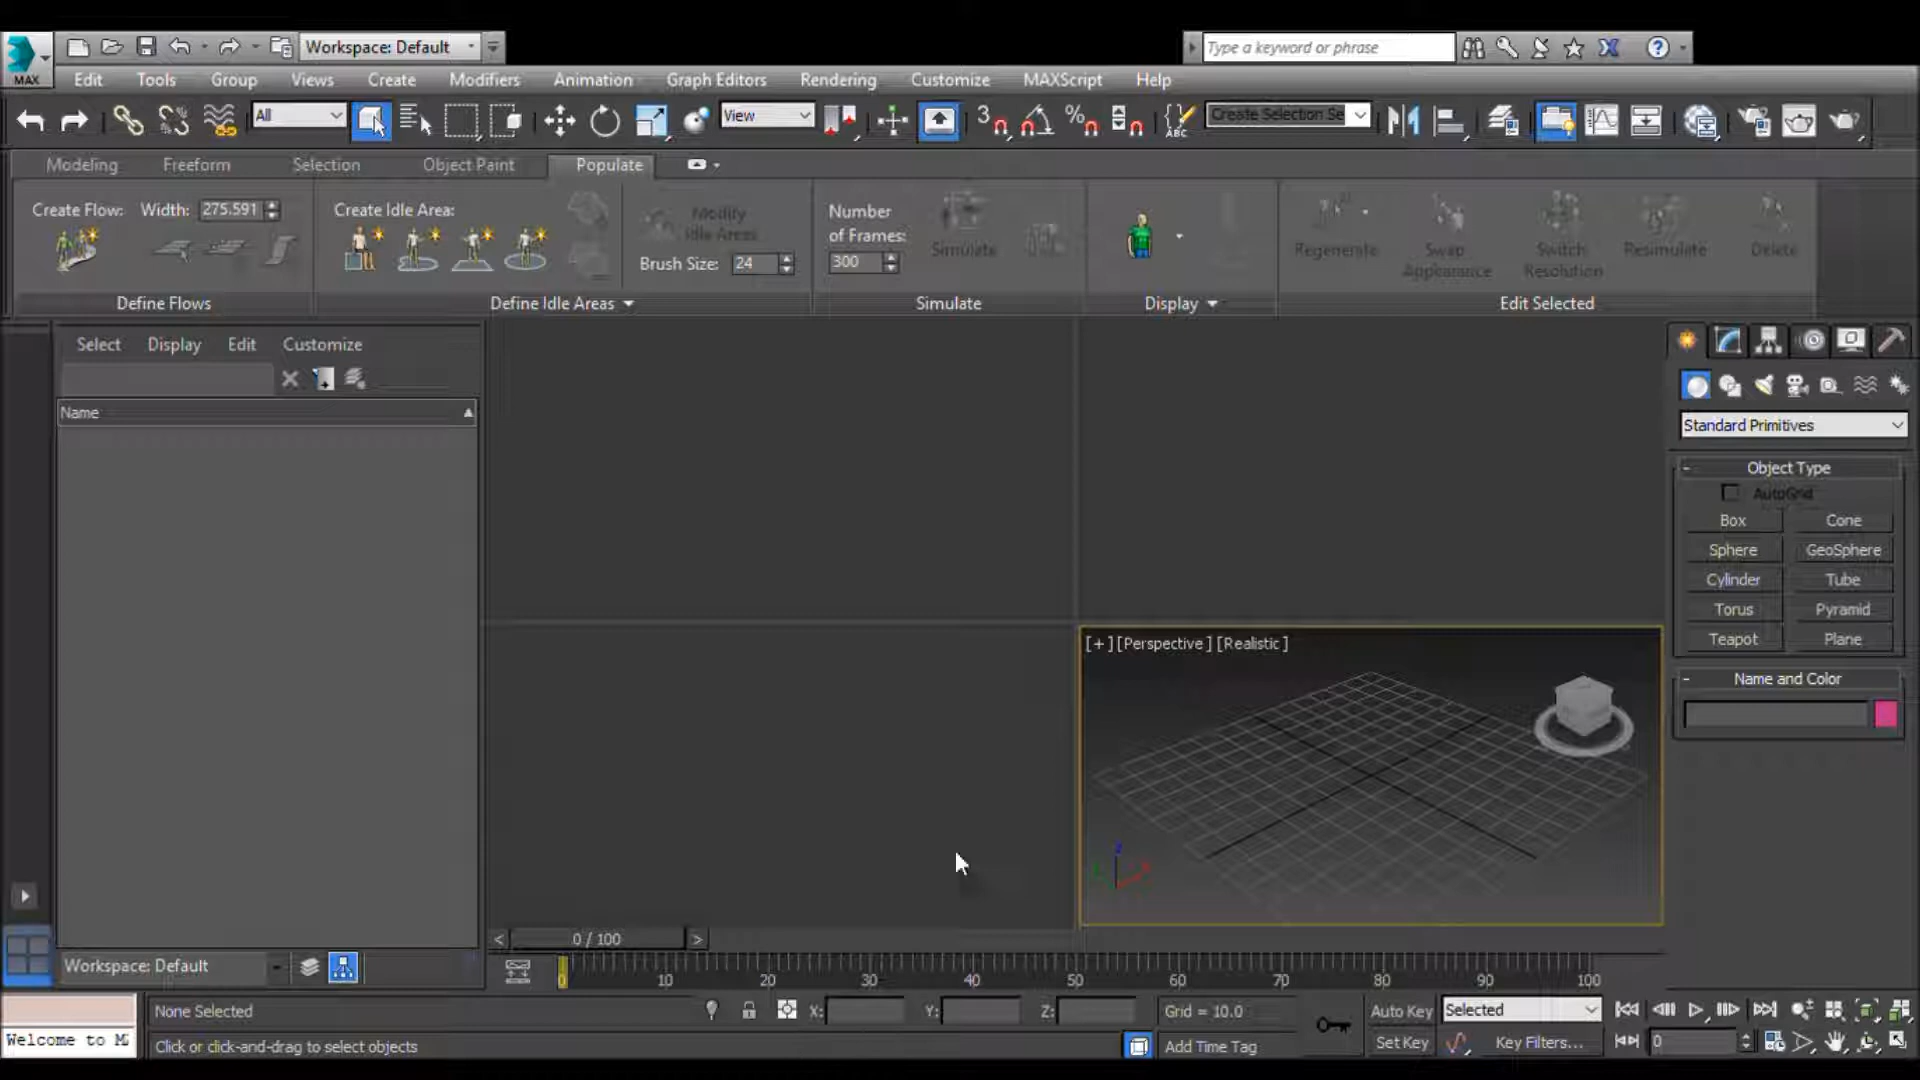 Workspace: Default
Type a keyword or phrase
MAX
Edit Tools Group Views Create Modifiers Animation Graph Editors Rendering Customize MAXScript Help
All
View
3
%
ABC
Create Selection Se
Modeling Freeform Selection Object Paint Populate
Create Flow: Width: 275.591
Create Idle Area:
Modify
Idle Areas
Brush Size: 24
Number
of Frames:
300
Simulate
Regenerate
Swap
Appearance
Switch
Resolution
Resimulate
Delete
Define Flows
Define Idle Areas
Simulate
Display
Edit Selected
Select Display Edit Customize
Name
Standard Primitives
- Object Type
AutoGrid
Box Cone
Sphere GeoSphere
Cylinder Tube
Torus Pyramid
Teapot Plane
- Name and Color
[+] [Perspective] [Realistic]
< 0 / 100 >
Workspace: Default
0 10 20 30 40 50 60 70 80 90 100
None Selected
X: Y: Z:
Grid = 10.0
Auto Key
Selected
Welcome to M
Click or click-and-drag to select objects
Add Time Tag
Set Key
Key Filters...
0